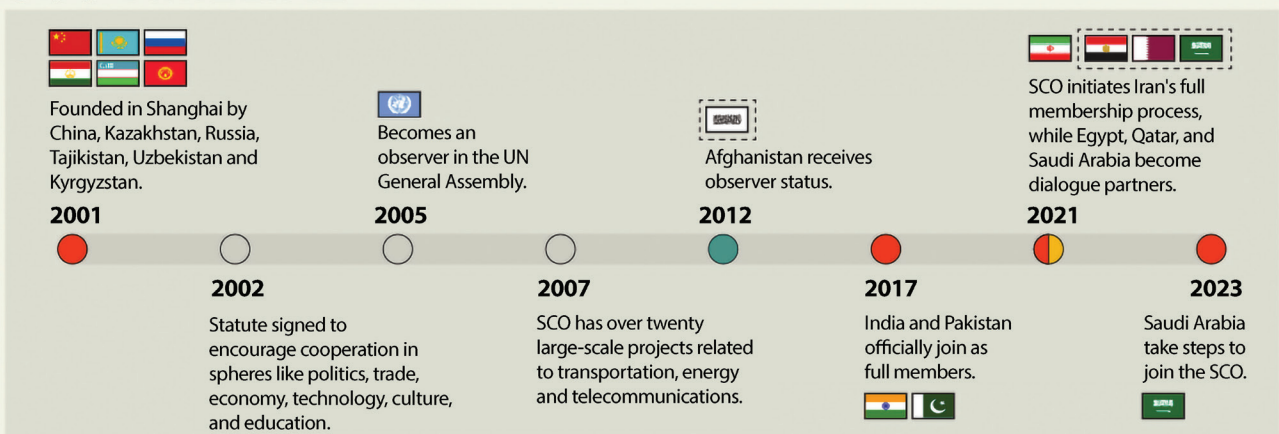 Founded in Shanghai by
China, Kazakhstan, Russia,
Tajikistan, Uzbekistan and
Kyrgyzstan.
2001
2002
Statute signed to
encourage cooperation in
spheres like politics, trade,
economy, technology, culture,
and education.
Becomes an
observer in the UN
General Assembly.
2005
2007
SCO has over twenty
large-scale projects related
to transportation, energy
and telecommunications.
Afghanistan receives
observer status.
2012
2017
India and Pakistan
officially join as
full members.
SCO initiates Iran's full
membership process,
while Egypt, Qatar, and
Saudi Arabia become
dialogue partners.
2021
2023
Saudi Arabia
take steps to
join the SCO.